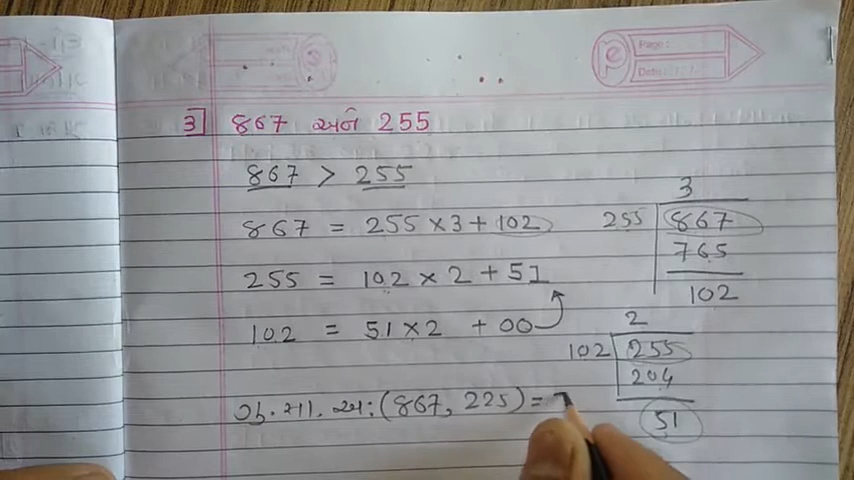 Page :
Date :
3] 867 અને 255
867 > 255
867 = 255 × 3 + 102
255 = 102 × 2 + 51
102 = 51 × 2 + 00
ગુ. સા. અ. : (867, 225) =
3
255 867
765
102
2
102 255
204
51